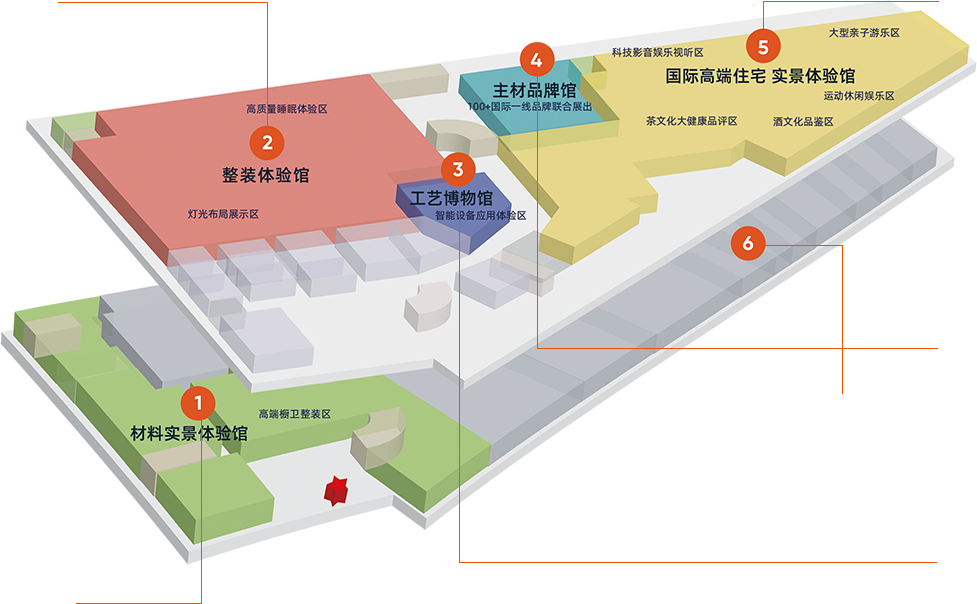 大型亲子游乐区
5
科技影音娱乐视听区
4
国际高端住宅 实景体验馆
主材品牌馆
运动休闲娱乐区
100+国际一线品牌联合展出
高质量睡眠体验区
茶文化大健康品评区
酒文化品鉴区
2
3
整装体验馆
工艺博物馆
灯光布局展示区
智能设备应用体验区
6
1
高端橱卫整装区
材料实景体验馆